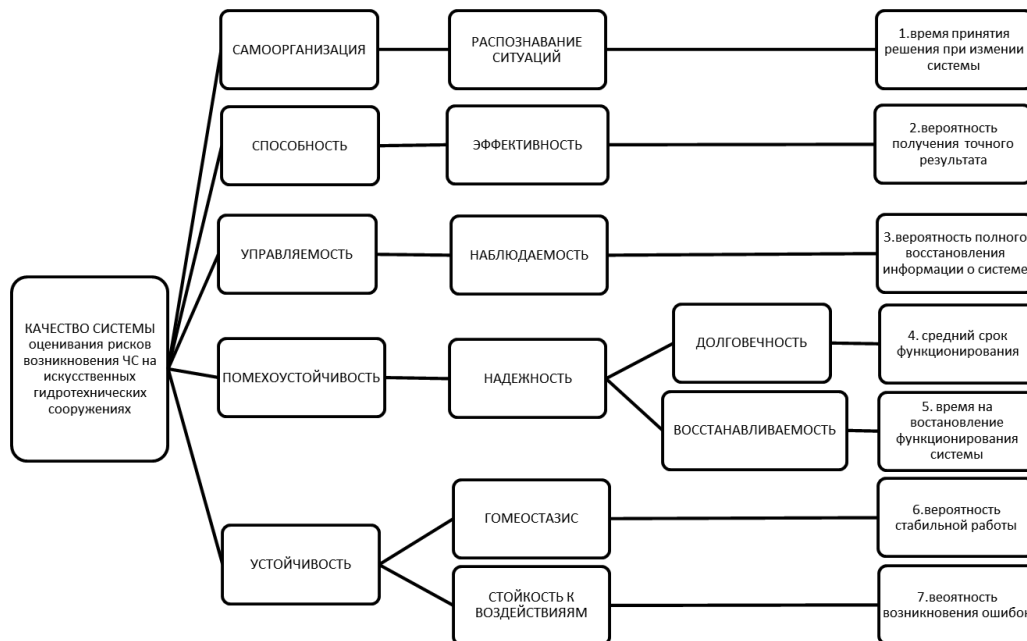 САМООРГАНИЗАЦИЯ
РАСПОЗНАВАНИЕ
СИТУАЦИЙ
1.время принятия
решения при измении
системы
СПОСОБНОСТЬ
ЭФФЕКТИВНОСТЬ
2.вероятность
получения точного
результата
УПРАВЛЯЕМОСТЬ
НАБЛЮДАЕМОСТЬ
3.вероятность полного
восстановления
информации о системе
КАЧЕСТВО СИСТЕМЫ
оценивания рисков
возникновения ЧС на
искусственных
гидротехнических
сооружениях
ПОМЕХОУСТОЙЧИВОСТЬ
НАДЕЖНОСТЬ
ДОЛГОВЕЧНОСТЬ
4. средний срок
функционирования
ВОССТАНАВЛИВАЕМОСТЬ
5. время на
востановление
функционирования
системы
УСТОЙЧИВОСТЬ
ГОМЕОСТАЗИС
6.вероятность
стабильной работы
СТОЙКОСТЬ К
ВОЗДЕЙСТВИЯЯМ
7.веоятность
возникновения ошибок